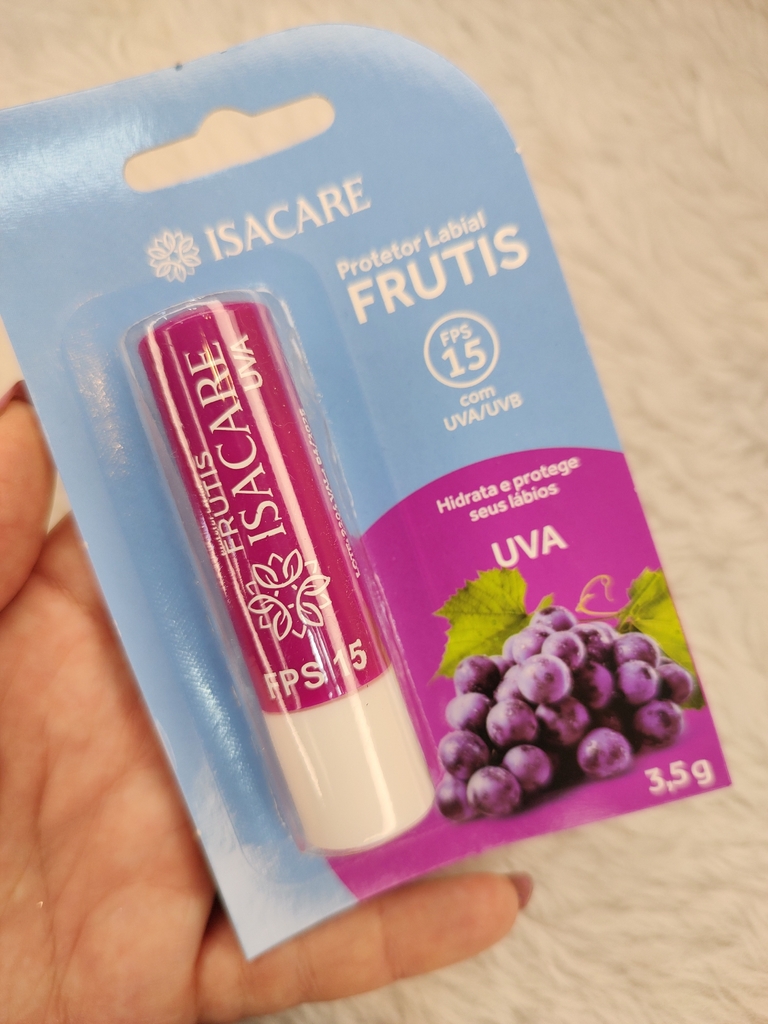 ISACARE
Protetor Labial
FRUTIS
FPS
15
com
UVA/UVB
Hidrata e protege
seus lábios
UVA
3,5g
FRUTIS
ISACARE
UVA
FPS 15